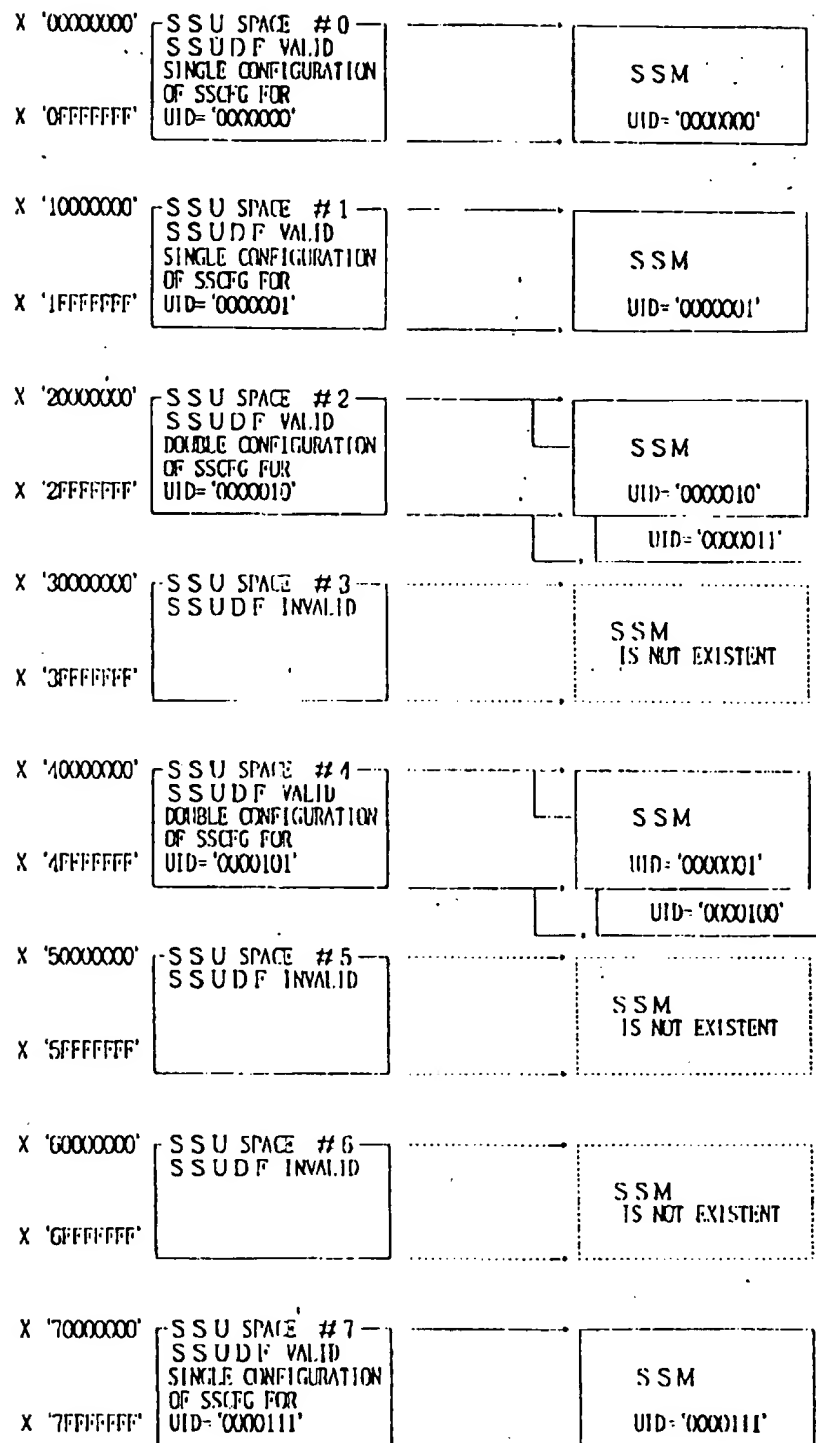 X '00000000' SSU SPACE #0
SSUDF VALID
SINGLE CONFIGURATION
OF SSCFG FOR
X '0FFFFFFF' UID='0000000'
SSM
UID='0000000'
X '10000000' SSU SPACE #1
SSUDF VALID
SINGLE CONFIGURATION
OF SSCFG FOR
X '1FFFFFFF' UID='0000001'
SSM
UID='0000001'
X '20000000' SSU SPACE #2
SSUDF VALID
DOUBLE CONFIGURATION
OF SSCFG FOR
X '2FFFFFFF' UID='0000010'
SSM
UID='0000010'
UID='0000011'
X '30000000' SSU SPACE #3
SSUDF INVALID
X '3FFFFFFF'
SSM
IS NOT EXISTENT
X '40000000' SSU SPACE #4
SSUDF VALID
DOUBLE CONFIGURATION
OF SSCFG FOR
X '4FFFFFFF' UID='0000101'
SSM
UID='0000001'
UID='0000100'
X '50000000' SSU SPACE #5
SSUDF INVALID
X '5FFFFFFF'
SSM
IS NOT EXISTENT
X '60000000' SSU SPACE #6
SSUDF INVALID
X '6FFFFFFF'
SSM
IS NOT EXISTENT
X '70000000' SSU SPACE #7
SSUDF VALID
SINGLE CONFIGURATION
OF SSCFG FOR
X '7FFFFFFF' UID='0000111'
SSM
UID='0000111'